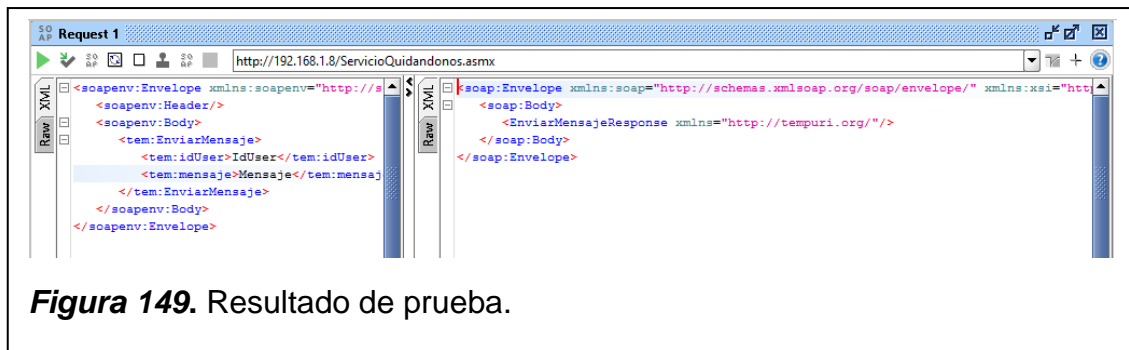 SOAP Request 1
http://192.168.1.8/ServicioQuidandonos.asmx
XML
Raw
<soapenv:Envelope xmlns:soapenv="http://s
<soapenv:Header/>
<soapenv:Body>
<tem:EnviarMensaje>
<tem:idUser>IdUser</tem:idUser>
<tem:mensaje>Mensaje</tem:mensaj
</tem:EnviarMensaje>
</soapenv:Body>
</soapenv:Envelope>
XML
Raw
<soap:Envelope xmlns:soap="http://schemas.xmlsoap.org/soap/envelope/" xmlns:xsi="htt
<soap:Body>
<EnviarMensajeResponse xmlns="http://tempuri.org/"/>
</soap:Body>
</soap:Envelope>
Figura 149. Resultado de prueba.